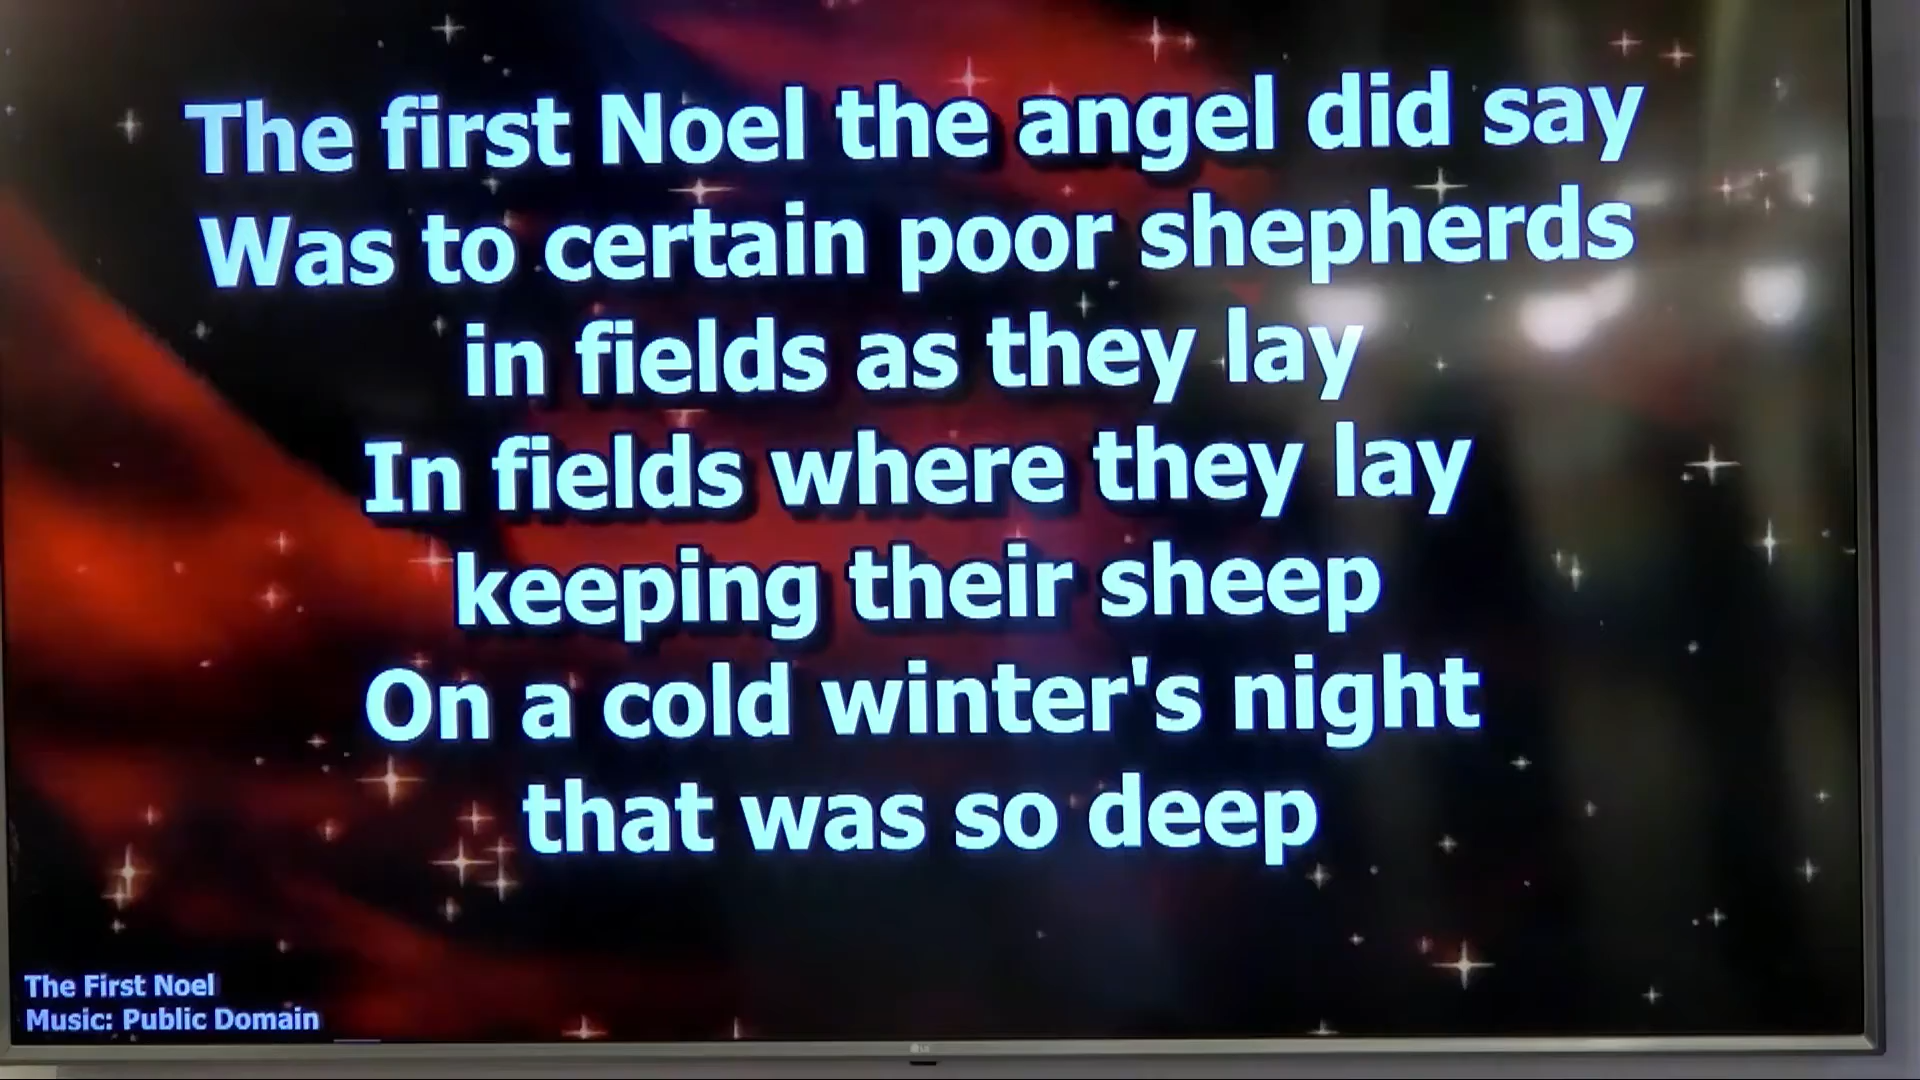 The first Noel the angel did say
Was to certain poor shepherds
in fields as they lay
In fields where they lay
keeping their sheep
On a cold winter's night
that was so deep
The First Noel
Music: Public Domain
LG